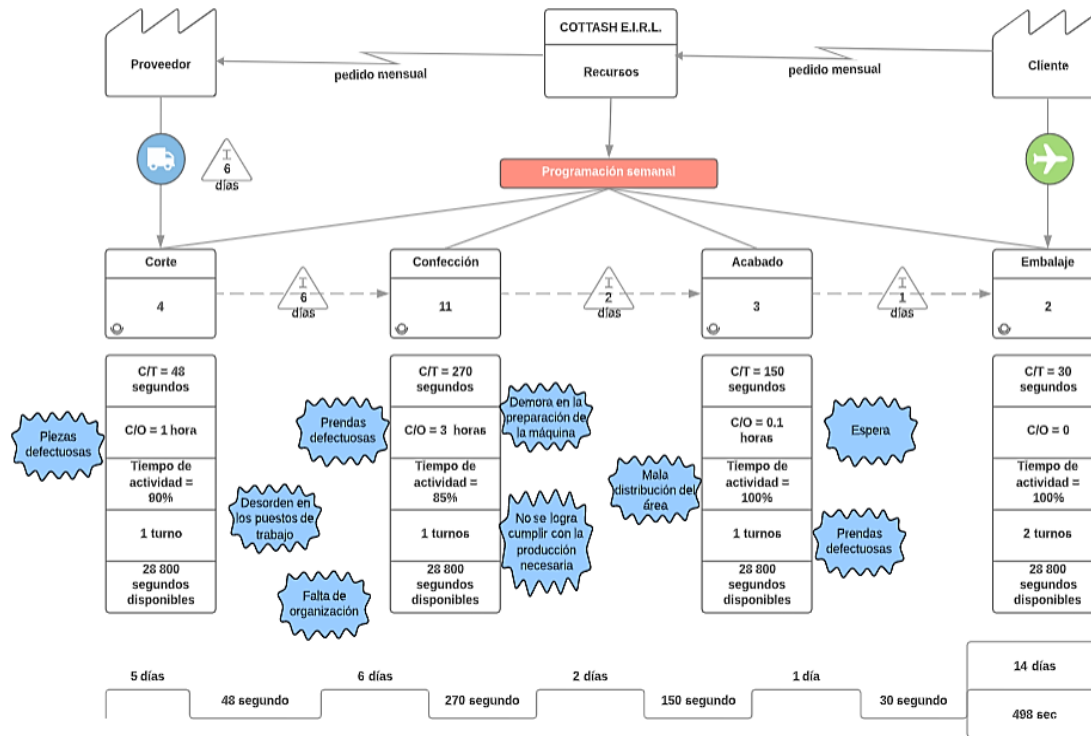 COTTASH E.I.R.L.
Recursos
Proveedor
Cliente
pedido mensual
pedido mensual
I
6
días
Programación semanal
Corte
4
I
6
días
Confección
11
I
2
días
Acabado
3
I
1
días
Embalaje
2
C/T = 48
segundos
C/O = 1 hora
Tiempo de
actividad =
90%
1 turno
28 800
segundos
disponibles
C/T = 270
segundos
C/O = 3 horas
Tiempo de
actividad =
85%
1 turnos
28 800
segundos
disponibles
C/T = 150
segundos
C/O = 0.1
horas
Tiempo de
actividad =
100%
1 turnos
28 800
segundos
disponibles
C/T = 30
segundos
C/O = 0
Tiempo de
actividad =
100%
2 turnos
28 800
segundos
disponibles
Piezas
defectuosas
Desorden en
los puestos de
trabajo
Prendas
defectuosas
Falta de
organización
Demora en la
preparación de
la máquina
No se logra
cumplir con la
producción
necesaria
Mala
distribución del
área
Espera
Prendas
defectuosas
5 días
48 segundo
6 días
270 segundo
2 días
150 segundo
1 día
30 segundo
14 días
498 sec